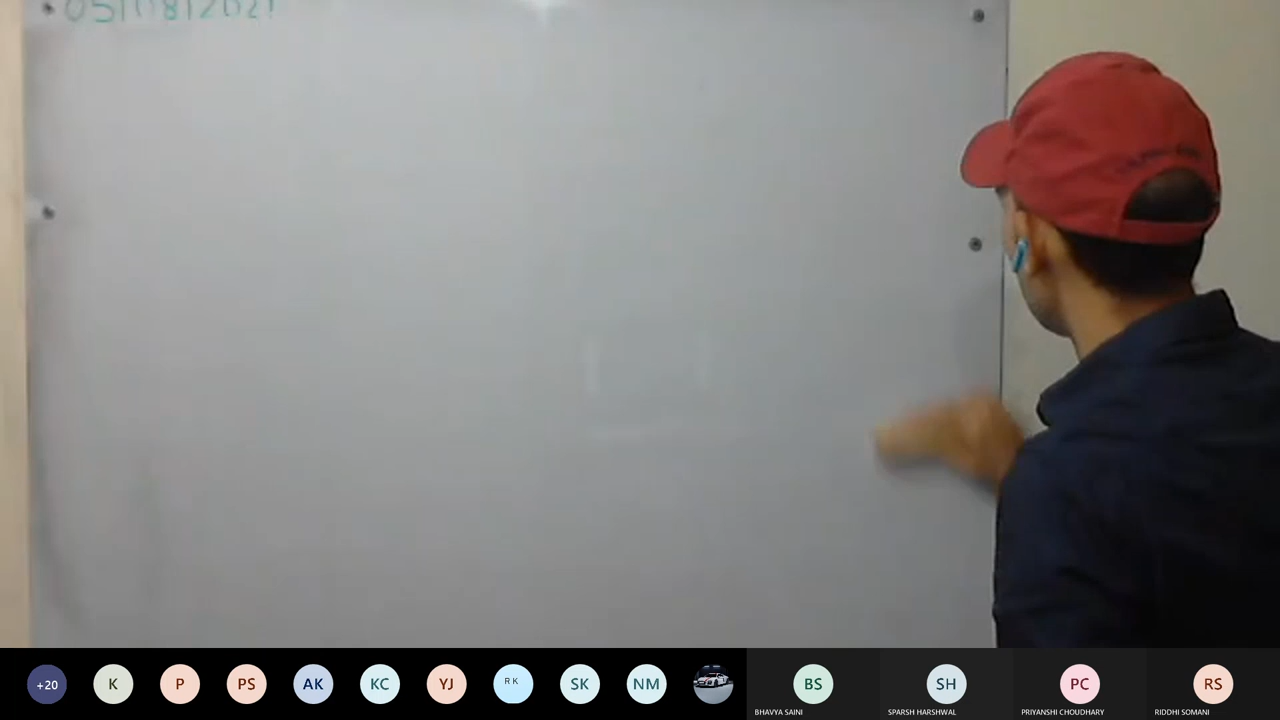 05/08/2021
+20
K
P
PS
AK
KC
YJ
R K
SK
NM
BS
SH
PC
RS
BHAVYA SAINI
SPARSH HARSHWAL
PRIYANSHI CHOUDHARY
RIDDHI SOMANI